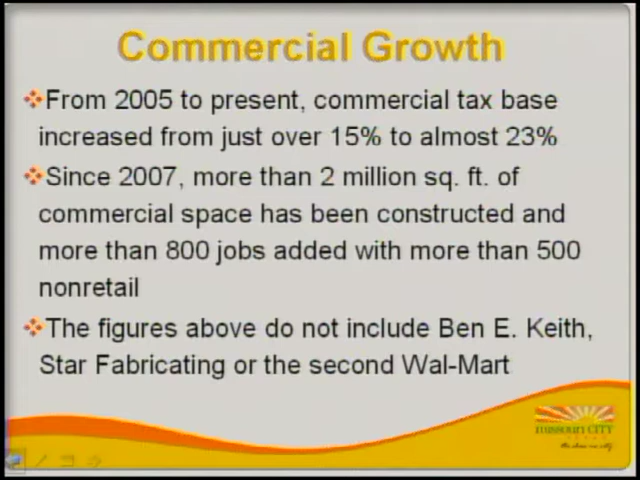 Commercial Growth
From 2005 to present, commercial tax base
increased from just over 15% to almost 23%
Since 2007, more than 2 million sq. ft. of
commercial space has been constructed and
more than 800 jobs added with more than 500
nonretail
The figures above do not include Ben E. Keith,
Star Fabricating or the second Wal-Mart
missouri CITY